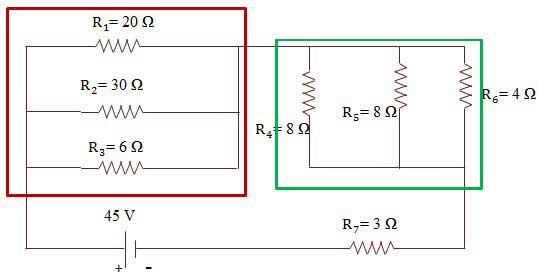 R₁= 20 Ω
R₂= 30 Ω
R₃= 6 Ω
R₄= 8 Ω
R₅= 8 Ω
R₆= 4 Ω
45 V
R₇= 3 Ω
+ -